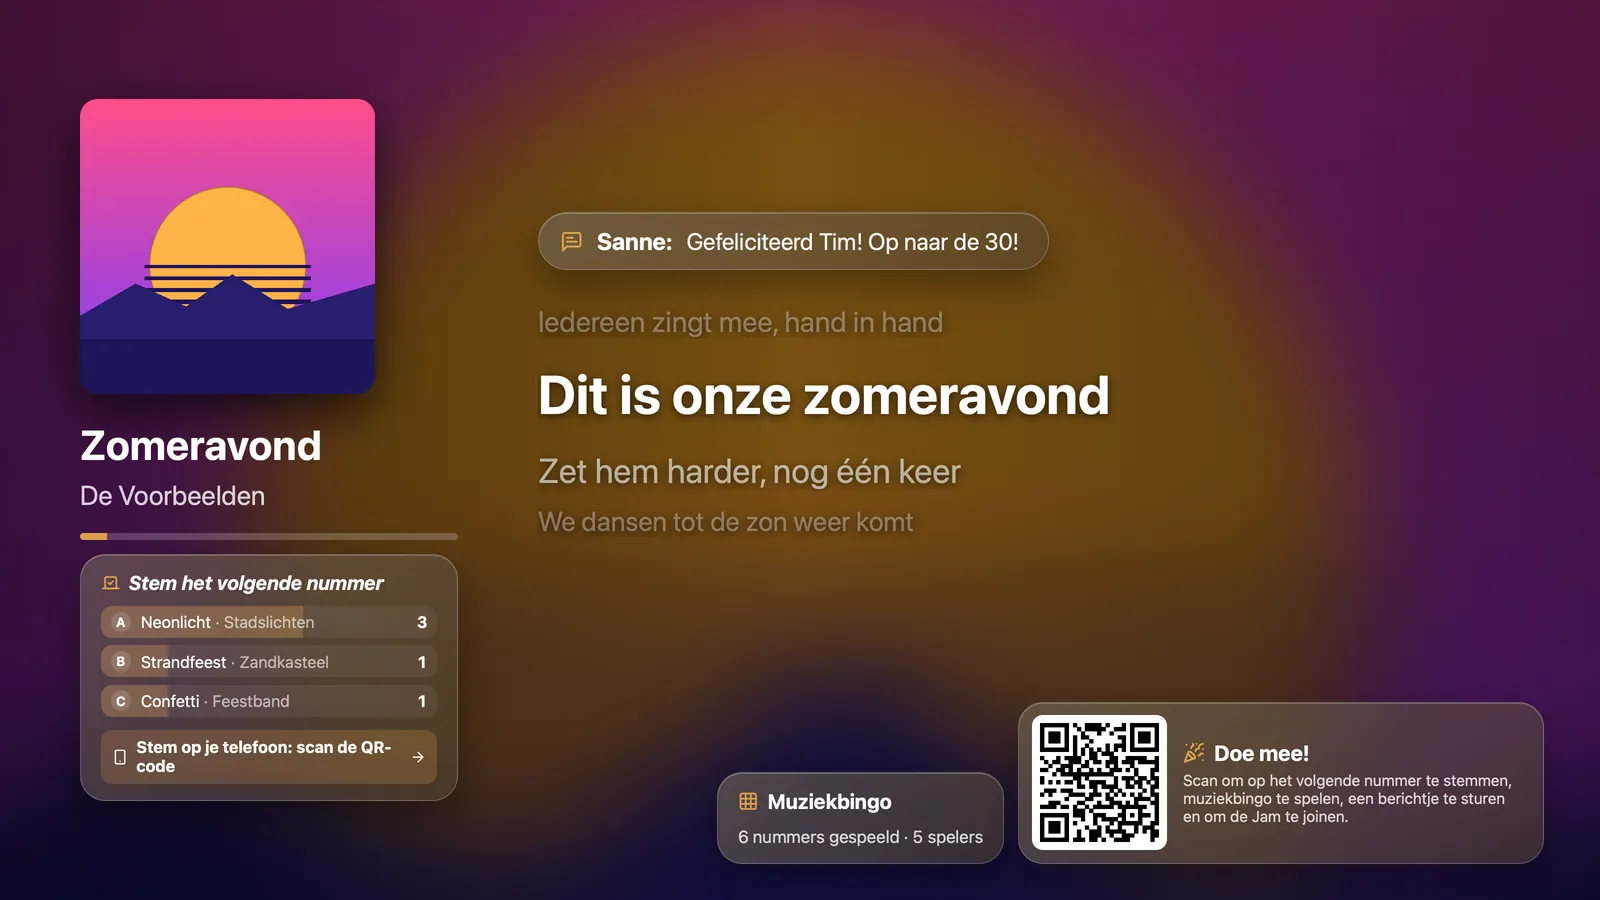 Sanne: Gefeliciteerd Tim! Op naar de 30!
Iedereen zingt mee, hand in hand
Dit is onze zomeravond
Zet hem harder, nog één keer
We dansen tot de zon weer komt
Zomeravond
De Voorbeelden
Stem het volgende nummer
A Neonlicht · Stadslichten 3
B Strandfeest · Zandkasteel 1
C Confetti · Feestband 1
Stem op je telefoon: scan de QR-
code
Muziekbingo
6 nummers gespeeld · 5 spelers
Doe mee!
Scan om op het volgende nummer te stemmen,
muziekbingo te spelen, een berichtje te sturen
en om de Jam te joinen.